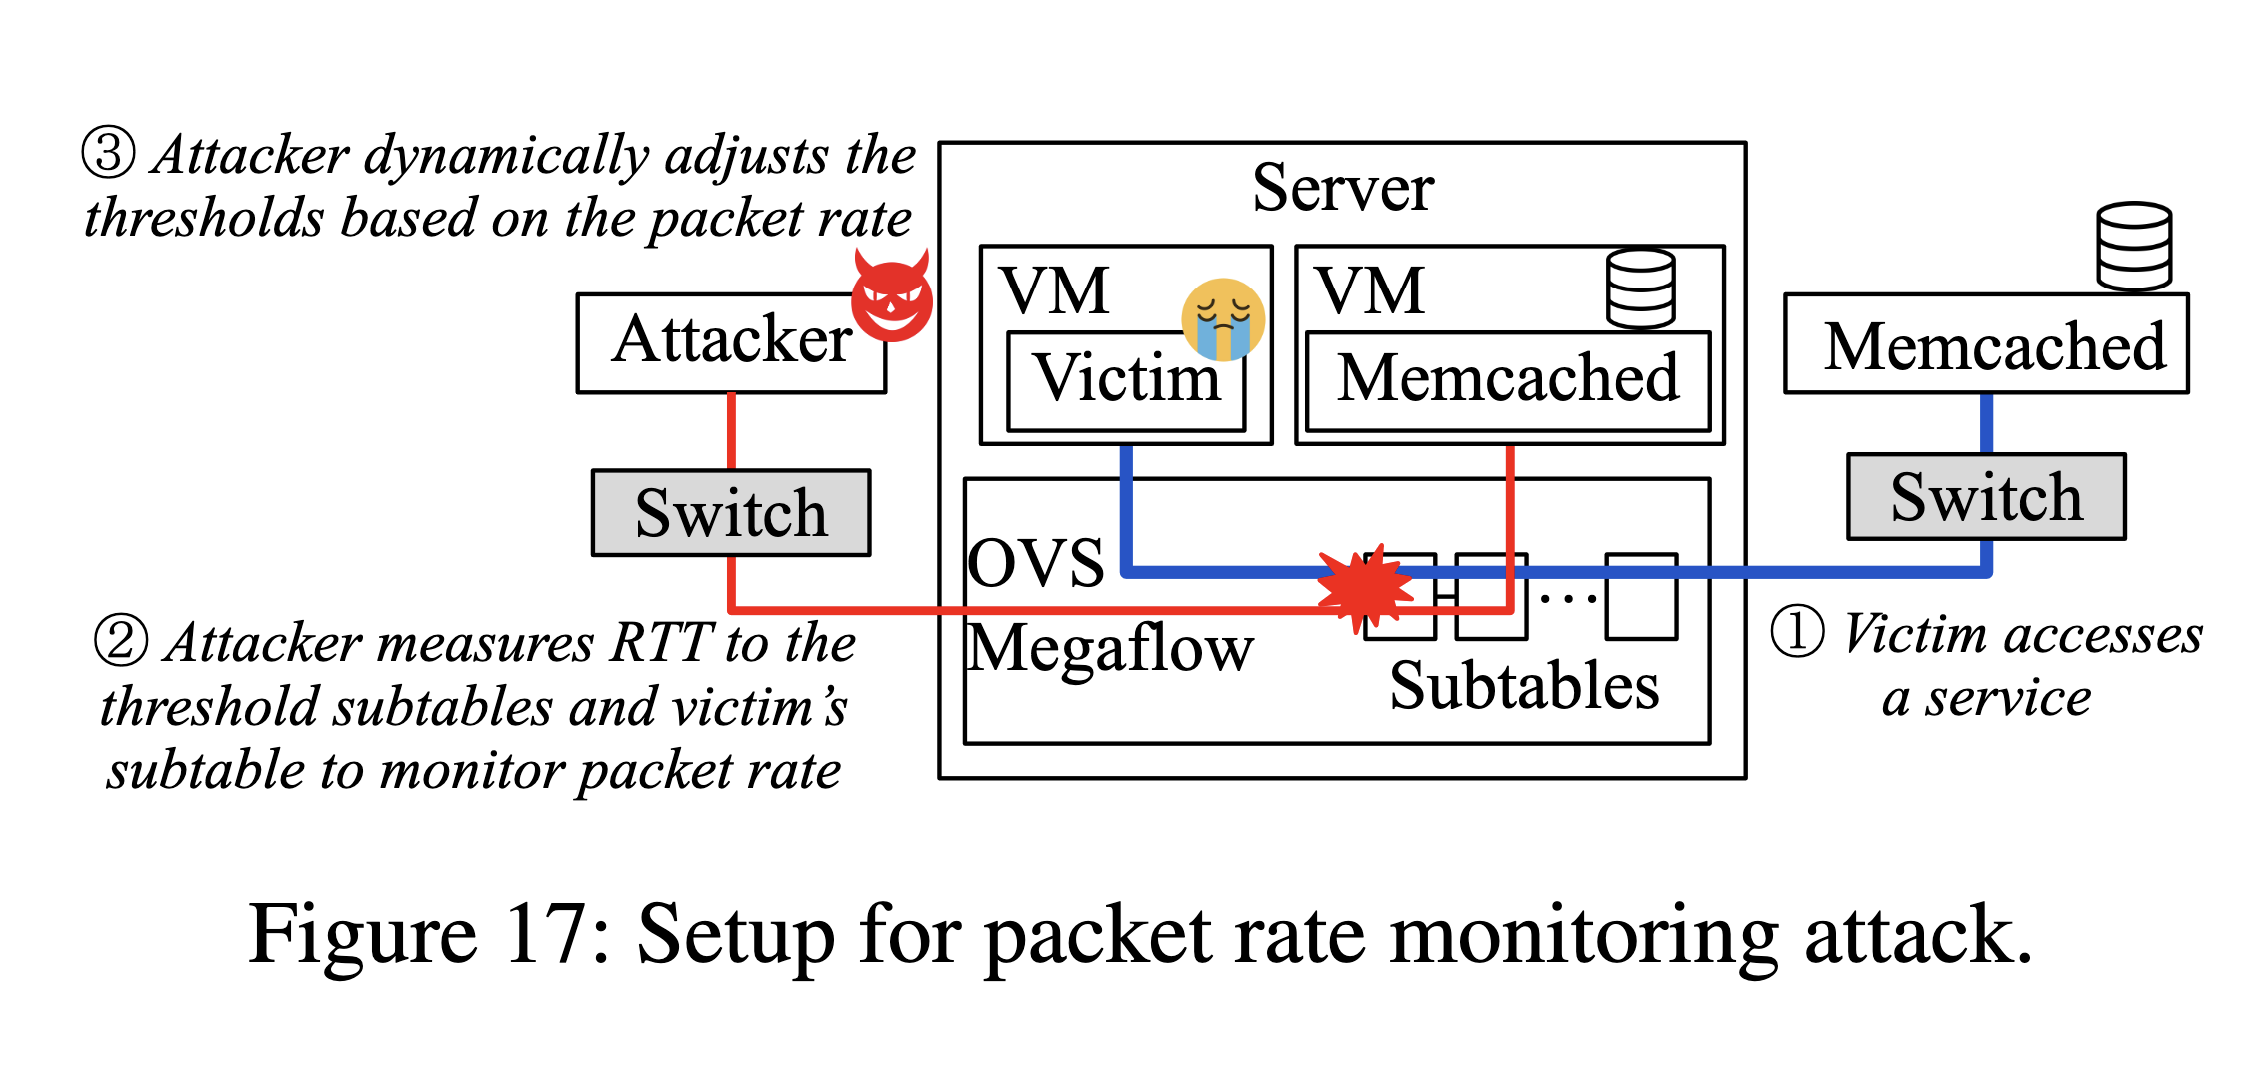 ③ Attacker dynamically adjusts the
thresholds based on the packet rate
Attacker
Switch
② Attacker measures RTT to the
threshold subtables and victim’s
subtable to monitor packet rate
Server
VM
Victim
VM
Memcached
OVS
Megaflow
...
Subtables
Memcached
Switch
① Victim accesses
a service
Figure 17: Setup for packet rate monitoring attack.